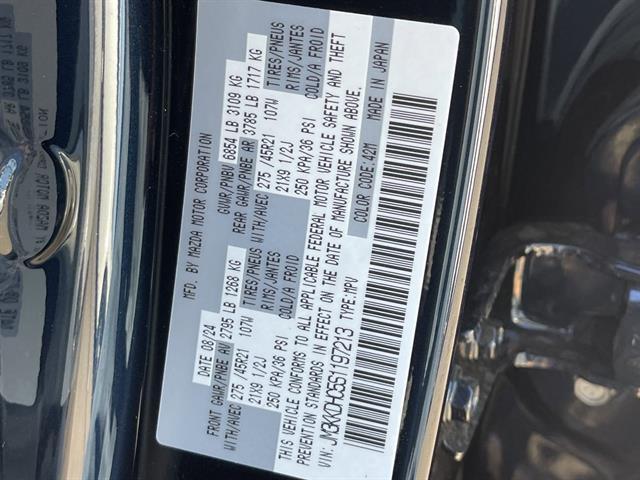 MFD. BY MAZDA MOTOR CORPORATION
DATE 08/24 GVWR/PNBV 6854 LB 3109 KG
FRONT GAWR/PNBE AV 2795 LB 1268 KG REAR GAWR/PNBE AR 3785 LB 1717 KG
WITH/AVEC TIRES/PNEUS WITH/AVEC TIRES/PNEUS
275 /45R21 107W RIMS/JANTES 275 /45R21 107W RIMS/JANTES
21X9 1/2J COLD/A FROID 21X9 1/2J COLD/A FROID
250 KPA/36 PSI 250 KPA/36 PSI
THIS VEHICLE CONFORMS TO ALL APPLICABLE FEDERAL MOTOR VEHICLE SAFETY AND THEFT
PREVENTION STANDARDS IN EFFECT ON THE DATE OF MANUFACTURE SHOWN ABOVE.
VIN: JM3KKDHC6S1197213 TYPE:MPV COLOR CODE:42M MADE IN JAPAN